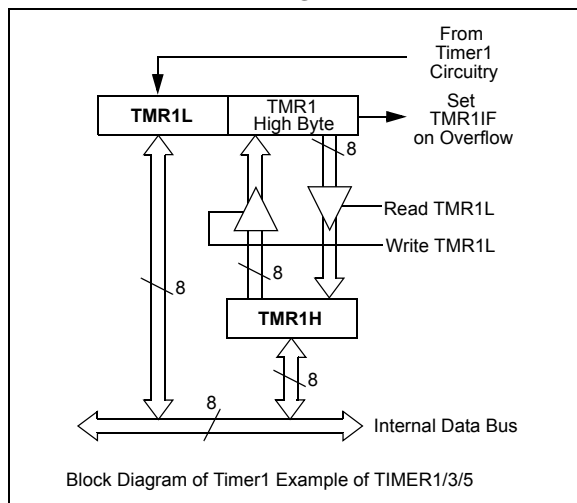 From
Timer1
Circuitry
TMR1L
TMR1
High Byte
Set
TMR1IF
on Overflow
8
Read TMR1L
Write TMR1L
8
8
TMR1H
8
8
Internal Data Bus
Block Diagram of Timer1 Example of TIMER1/3/5